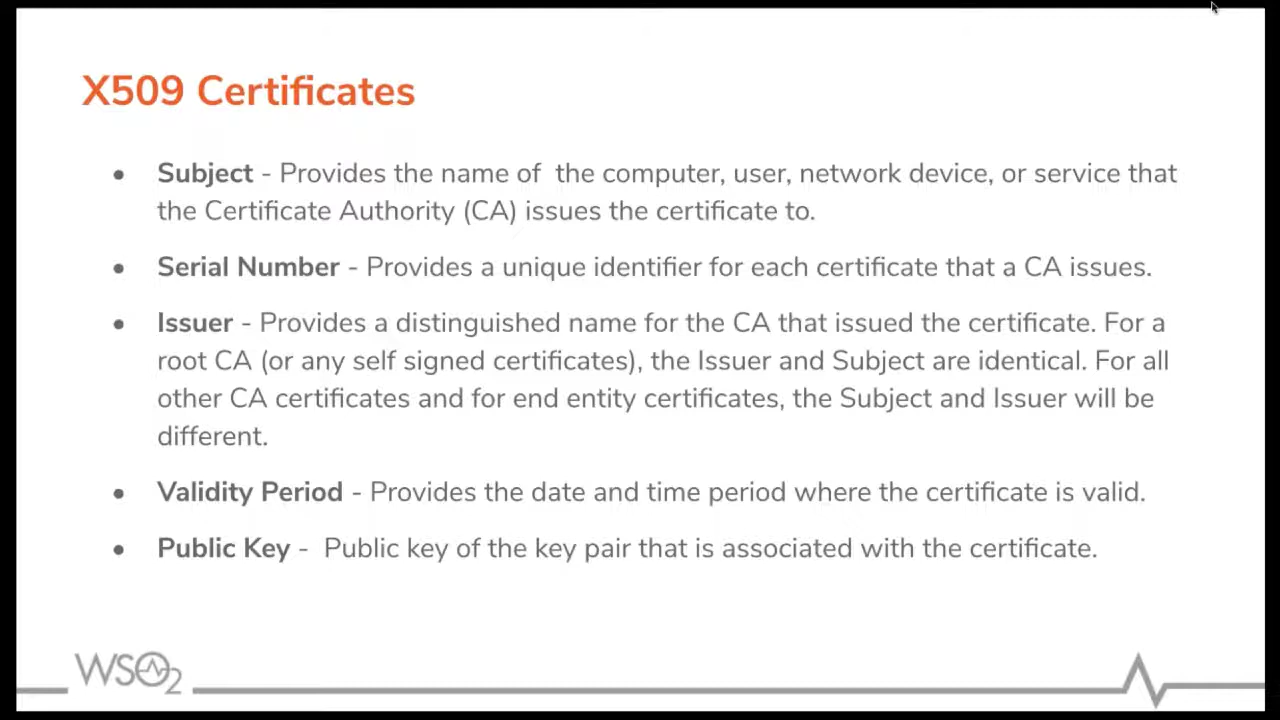 X509 Certificates
● Subject - Provides the name of  the computer, user, network device, or service that
the Certificate Authority (CA) issues the certificate to.
● Serial Number - Provides a unique identifier for each certificate that a CA issues.
● Issuer - Provides a distinguished name for the CA that issued the certificate. For a
root CA (or any self signed certificates), the Issuer and Subject are identical. For all
other CA certificates and for end entity certificates, the Subject and Issuer will be
different.
● Validity Period - Provides the date and time period where the certificate is valid.
● Public Key -  Public key of the key pair that is associated with the certificate.
WSO2